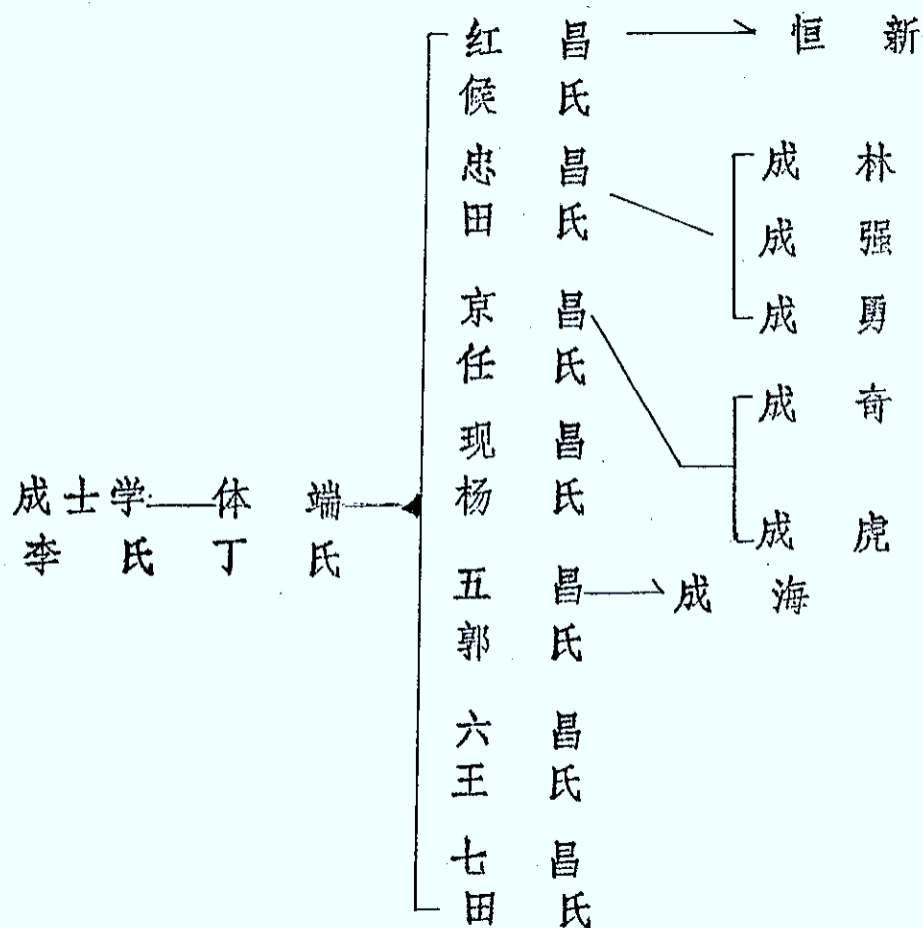 红昌 恒新
候氏
忠昌 成林
田氏 成强
京昌 成勇
任氏
现昌 成奇
杨氏
成士学 体端
李氏 丁氏 成虎
五昌 成海
郭氏
六昌
王氏
七昌
田氏